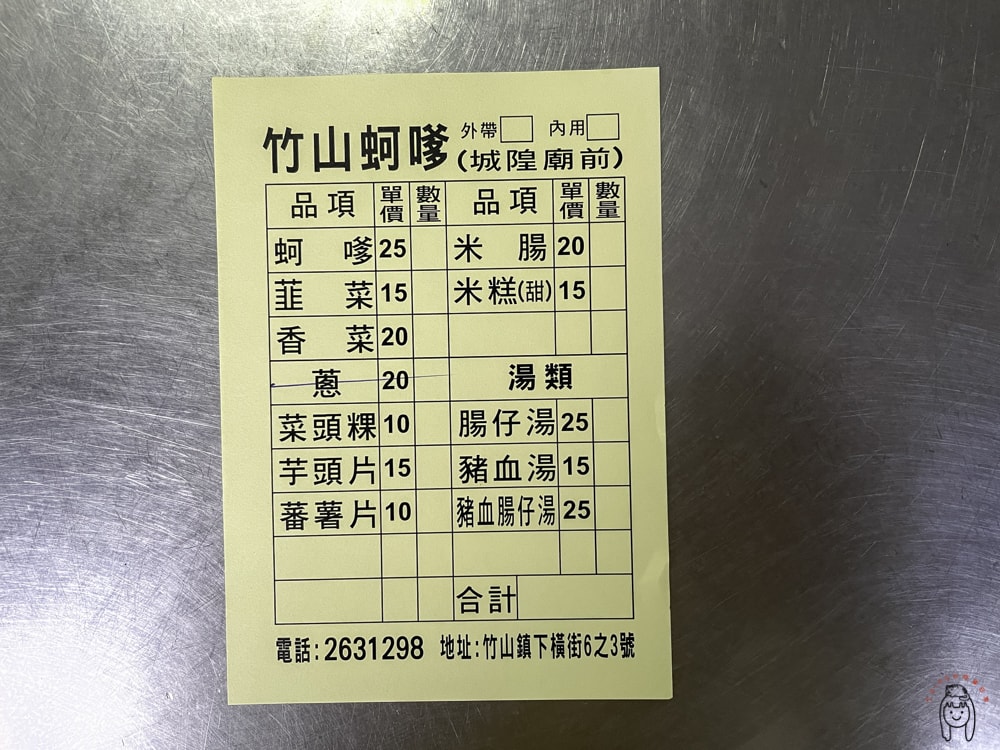 竹山蚵嗲 外帶 內用
(城隍廟前)
品項 單價 數量 品項 單價 數量
蚵嗲 25 米腸 20
韮菜 15 米糕(甜) 15
香菜 20
蔥 20 湯類
菜頭粿 10 腸仔湯 25
芋頭片 15 豬血湯 15
蕃薯片 10 豬血腸仔湯 25
合計
電話:2631298 地址:竹山鎮下橫街6之3號